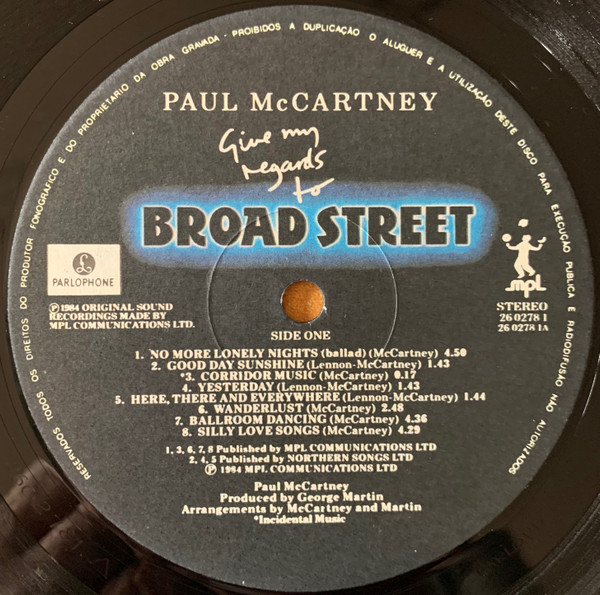 RESERVADOS TODOS OS DIREITOS DO PRODUTOR FONOGRÁFICO E DO PROPRIETARIO DA OBRA GRAVADA - PROIBIDOS A DUPLICAÇÃO O ALUGUER E A UTILIZAÇÃO DESTE DISCO PARA EXECUÇÃO PUBLICA E RADIODIFUSÃO NÃO AUTORIZADOS
PAUL McCARTNEY
Give my
regards
to
BROAD STREET
£
PARLOPHONE
mpl
℗1984 ORIGINAL SOUND
RECORDINGS MADE BY
MPL COMMUNICATIONS LTD.
STEREO
26 0278 1
26 0278 1A
SIDE ONE
1. NO MORE LONELY NIGHTS (ballad) (McCartney) 4.50
2. GOOD DAY SUNSHINE (Lennon-McCartney) 1.43
*3. CORRIDOR MUSIC (McCartney) 0.17
4. YESTERDAY (Lennon-McCartney) 1.43
5. HERE, THERE AND EVERYWHERE (Lennon-McCartney) 1.44
6. WANDERLUST (McCartney) 2.48
7. BALLROOM DANCING (McCartney) 4.36
8. SILLY LOVE SONGS (McCartney) 4.29
1, 3, 6, 7, 8 Published by MPL COMMUNICATIONS LTD
2, 4, 5 Published by NORTHERN SONGS LTD
℗ 1984 MPL COMMUNICATIONS LTD.
Paul McCartney
Produced by George Martin
Arrangements by McCartney and Martin
*Incidental Music